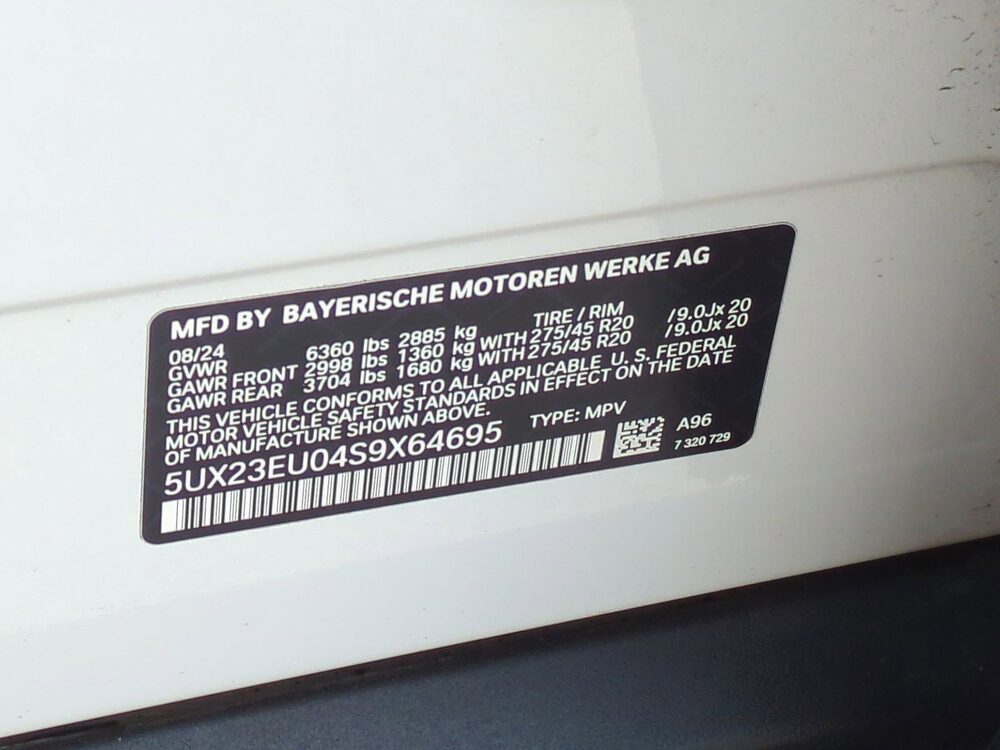 MFD BY BAYERISCHE MOTOREN WERKE AG
08/24 TIRE / RIM
GVWR 6360 lbs 2885 kg
GAWR FRONT 2998 lbs 1360 kg WITH 275/45 R20 /9.0Jx 20
GAWR REAR 3704 lbs 1680 kg WITH 275/45 R20 /9.0Jx 20
THIS VEHICLE CONFORMS TO ALL APPLICABLE U. S. FEDERAL
MOTOR VEHICLE SAFETY STANDARDS IN EFFECT ON THE DATE
OF MANUFACTURE SHOWN ABOVE.
TYPE: MPV A96
5UX23EU04S9X64695
7 320 729